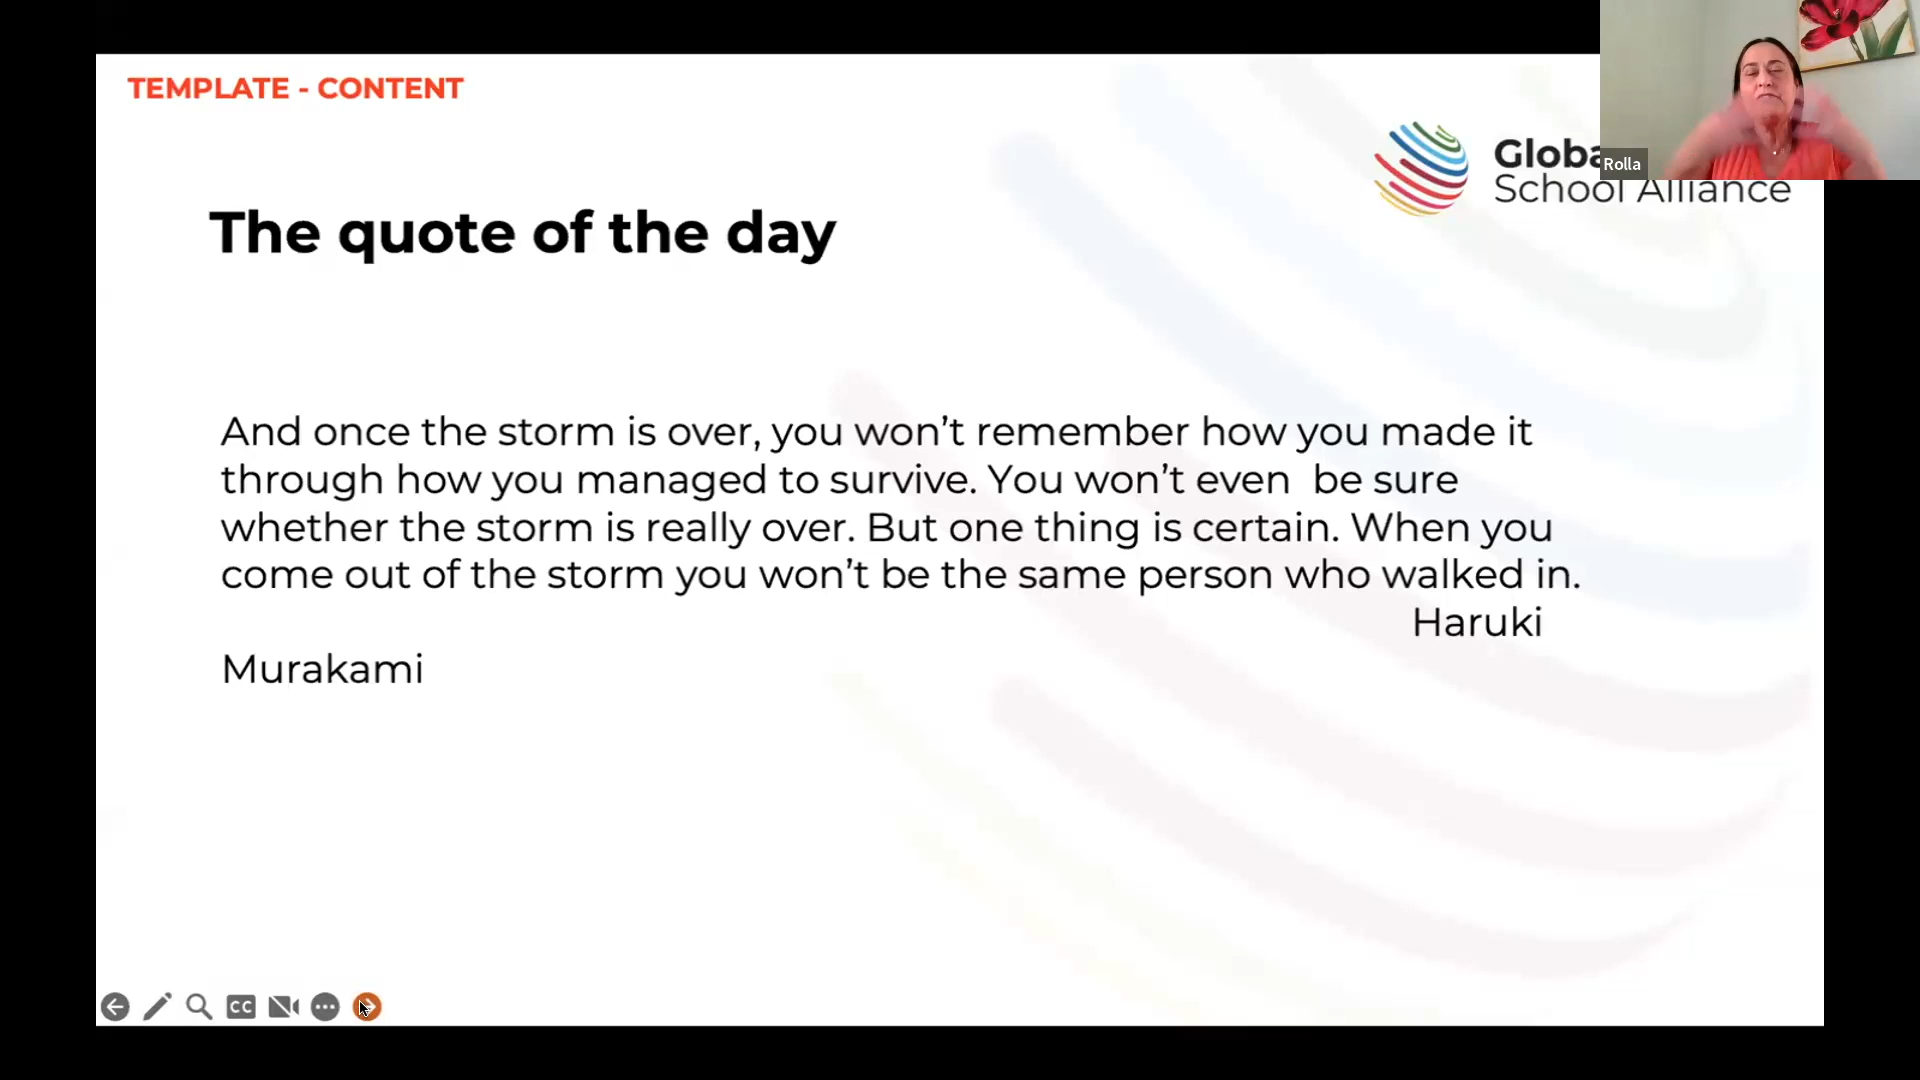 TEMPLATE - CONTENT
Globa
School Alliance
Rolla
The quote of the day
And once the storm is over, you won’t remember how you made it
through how you managed to survive. You won’t even  be sure
whether the storm is really over. But one thing is certain. When you
come out of the storm you won’t be the same person who walked in.
Haruki
Murakami
CC